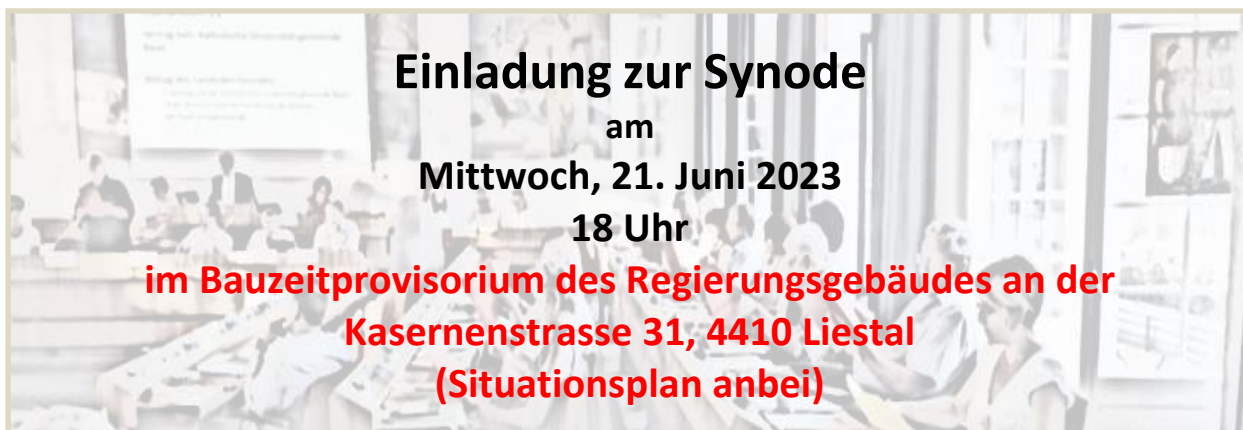 Einladung zur Synode
am
Mittwoch, 21. Juni 2023
18 Uhr
im Bauzeitprovisorium des Regierungsgebäudes an der
Kasernenstrasse 31, 4410 Liestal
(Situationsplan anbei)